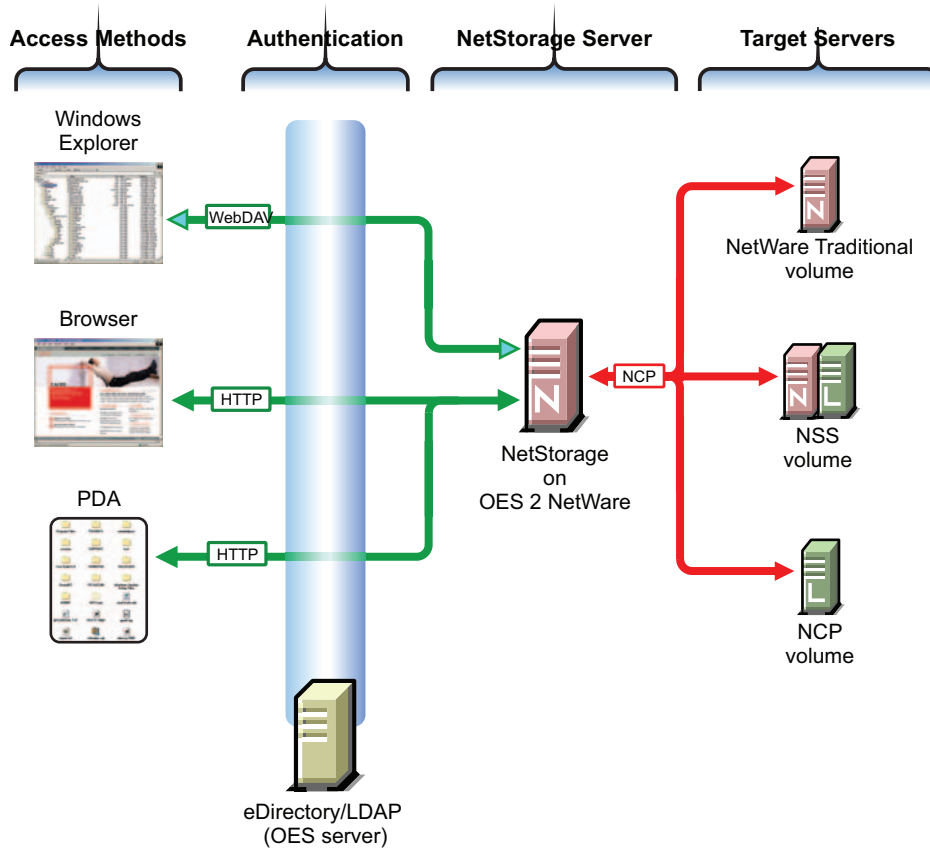 Access Methods
Authentication
NetStorage Server
Target Servers
Windows
Explorer
WebDAV
Browser
HTTP
PDA
HTTP
eDirectory/LDAP
(OES server)
N
NetStorage
on
OES 2 NetWare
NCP
N
NetWare Traditional
volume
N
L
NSS
volume
L
NCP
volume